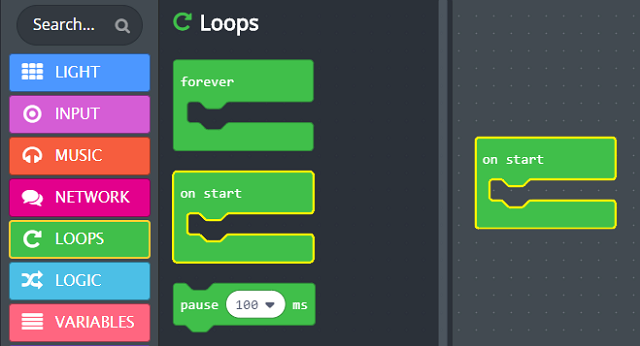 Search...
LIGHT
INPUT
MUSIC
NETWORK
LOOPS
LOGIC
VARIABLES
Loops
forever
on start
pause 100 ms
on start